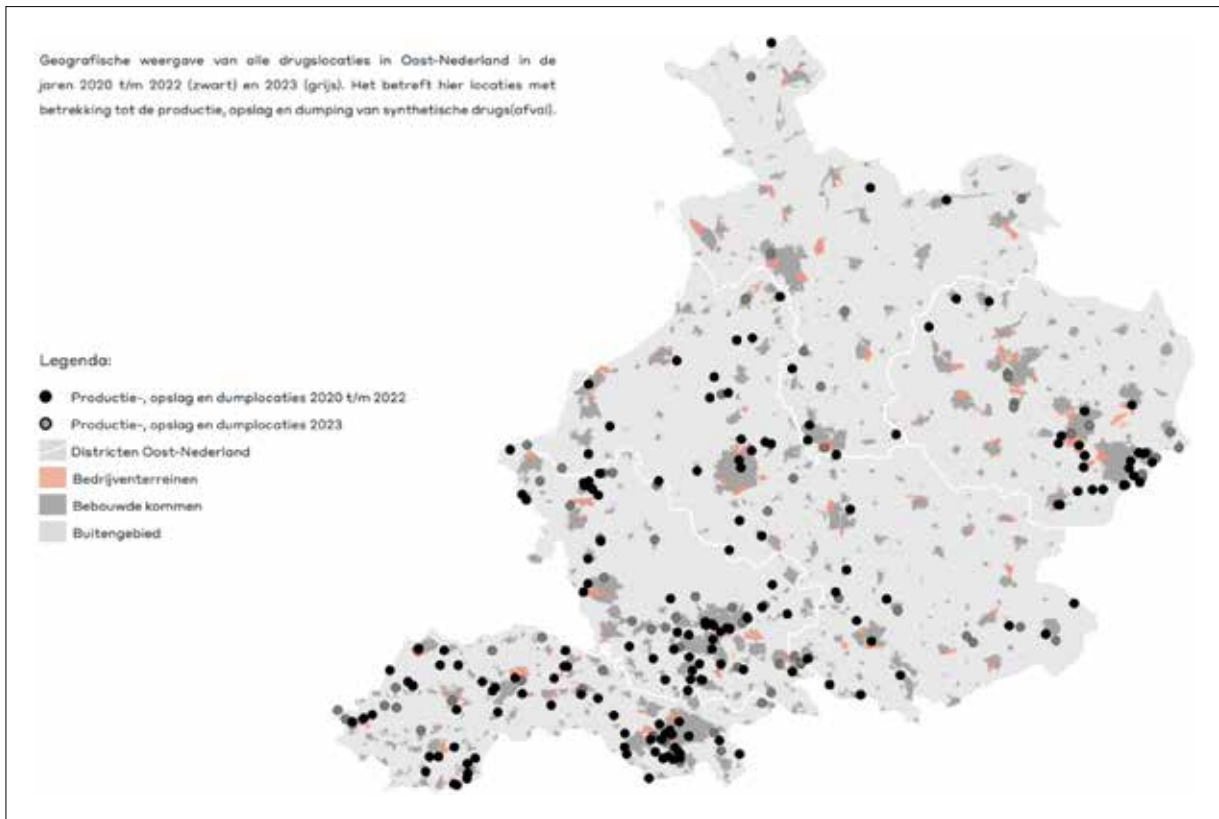 Geografische weergave van alle drugslocaties in Oost-Nederland in de
jaren 2020 t/m 2022 (zwart) en 2023 (grijs). Het betreft hier locaties met
betrekking tot de productie, opslag en dumping van synthetische drugs(afval).
Legenda:
Productie-, opslag en dumplocaties 2020 t/m 2022
Productie-, opslag en dumplocaties 2023
Districten Oost-Nederland
Bedrijventerreinen
Bebouwde kommen
Buitengebied